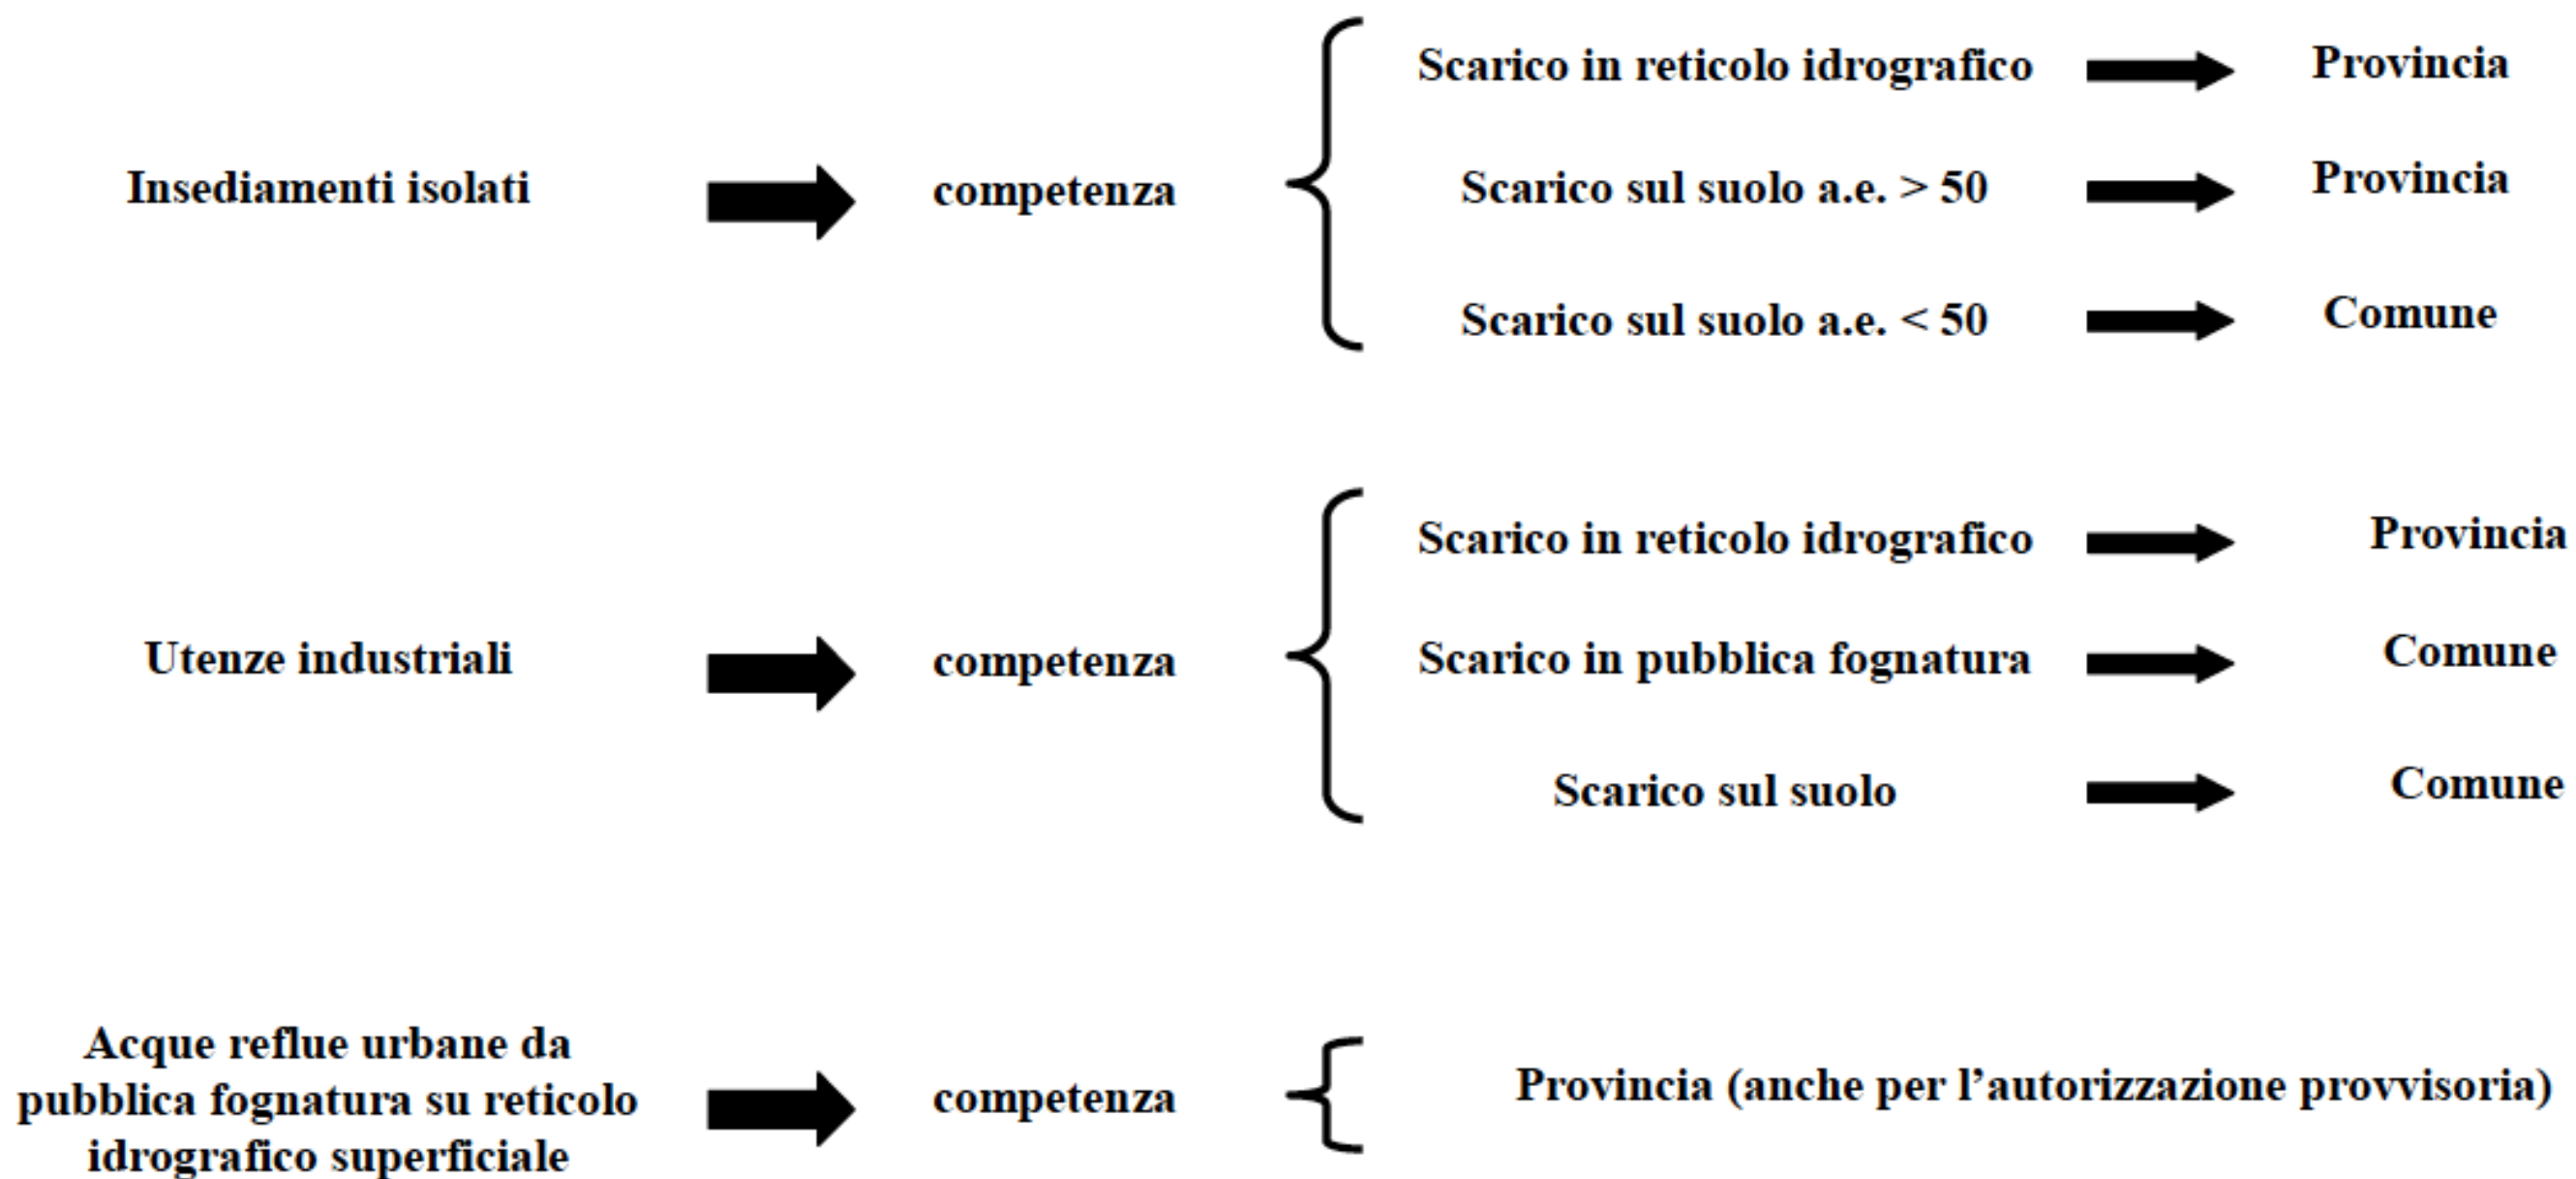 Scarico in reticolo idrografico Provincia
Insediamenti isolati competenza Scarico sul suolo a.e. > 50 Provincia
Scarico sul suolo a.e. < 50 Comune
Scarico in reticolo idrografico Provincia
Utenze industriali competenza Scarico in pubblica fognatura Comune
Scarico sul suolo Comune
Acque reflue urbane da
pubblica fognatura su reticolo
idrografico superficiale
competenza
Provincia (anche per l’autorizzazione provvisoria)